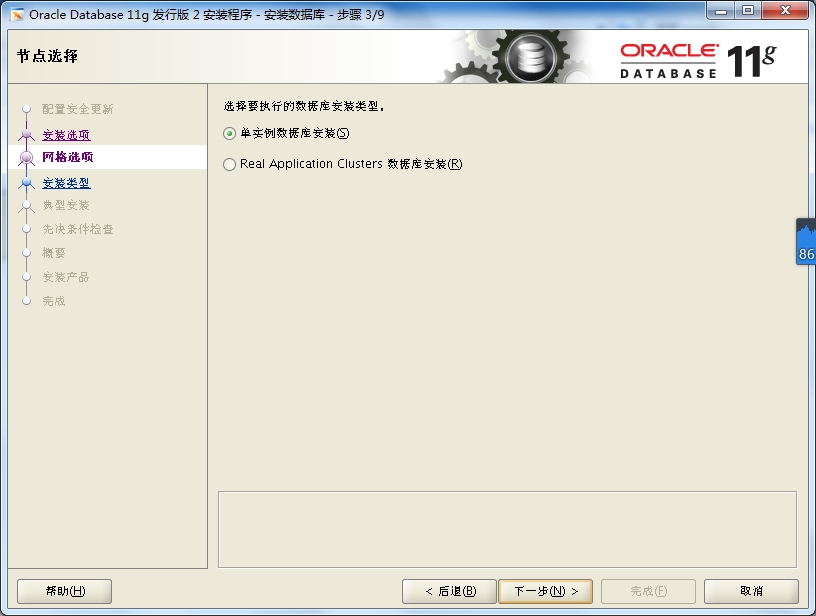 Oracle Database 11g 发行版 2 安装程序 - 安装数据库 - 步骤 3/9
节点选择
ORACLE
DATABASE
11g
配置安全更新
安装选项
网格选项
安装类型
典型安装
先决条件检查
概要
安装产品
完成
选择要执行的数据库安装类型。
单实例数据库安装(S)
Real Application Clusters 数据库安装(R)
86
帮助(H)
< 后退(B)
下一步(N) >
完成(F)
取消